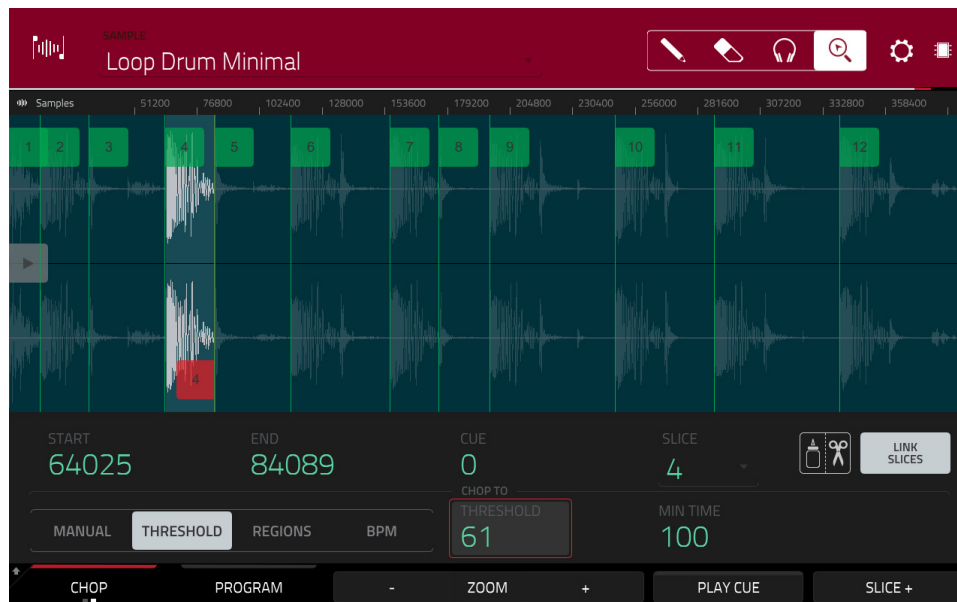 SAMPLE
Loop Drum Minimal
Samples 51200 76800 102400 128000 153600 179200 204800 230400 256000 281600 307200 332800 358400
1 2 3 4 5 6 7 8 9 10 11 12
4
START END CUE SLICE
64025 84089 0 4 LINK SLICES
CHOP TO
MANUAL THRESHOLD REGIONS BPM THRESHOLD MIN TIME
61 100
CHOP PROGRAM - ZOOM + PLAY CUE SLICE +